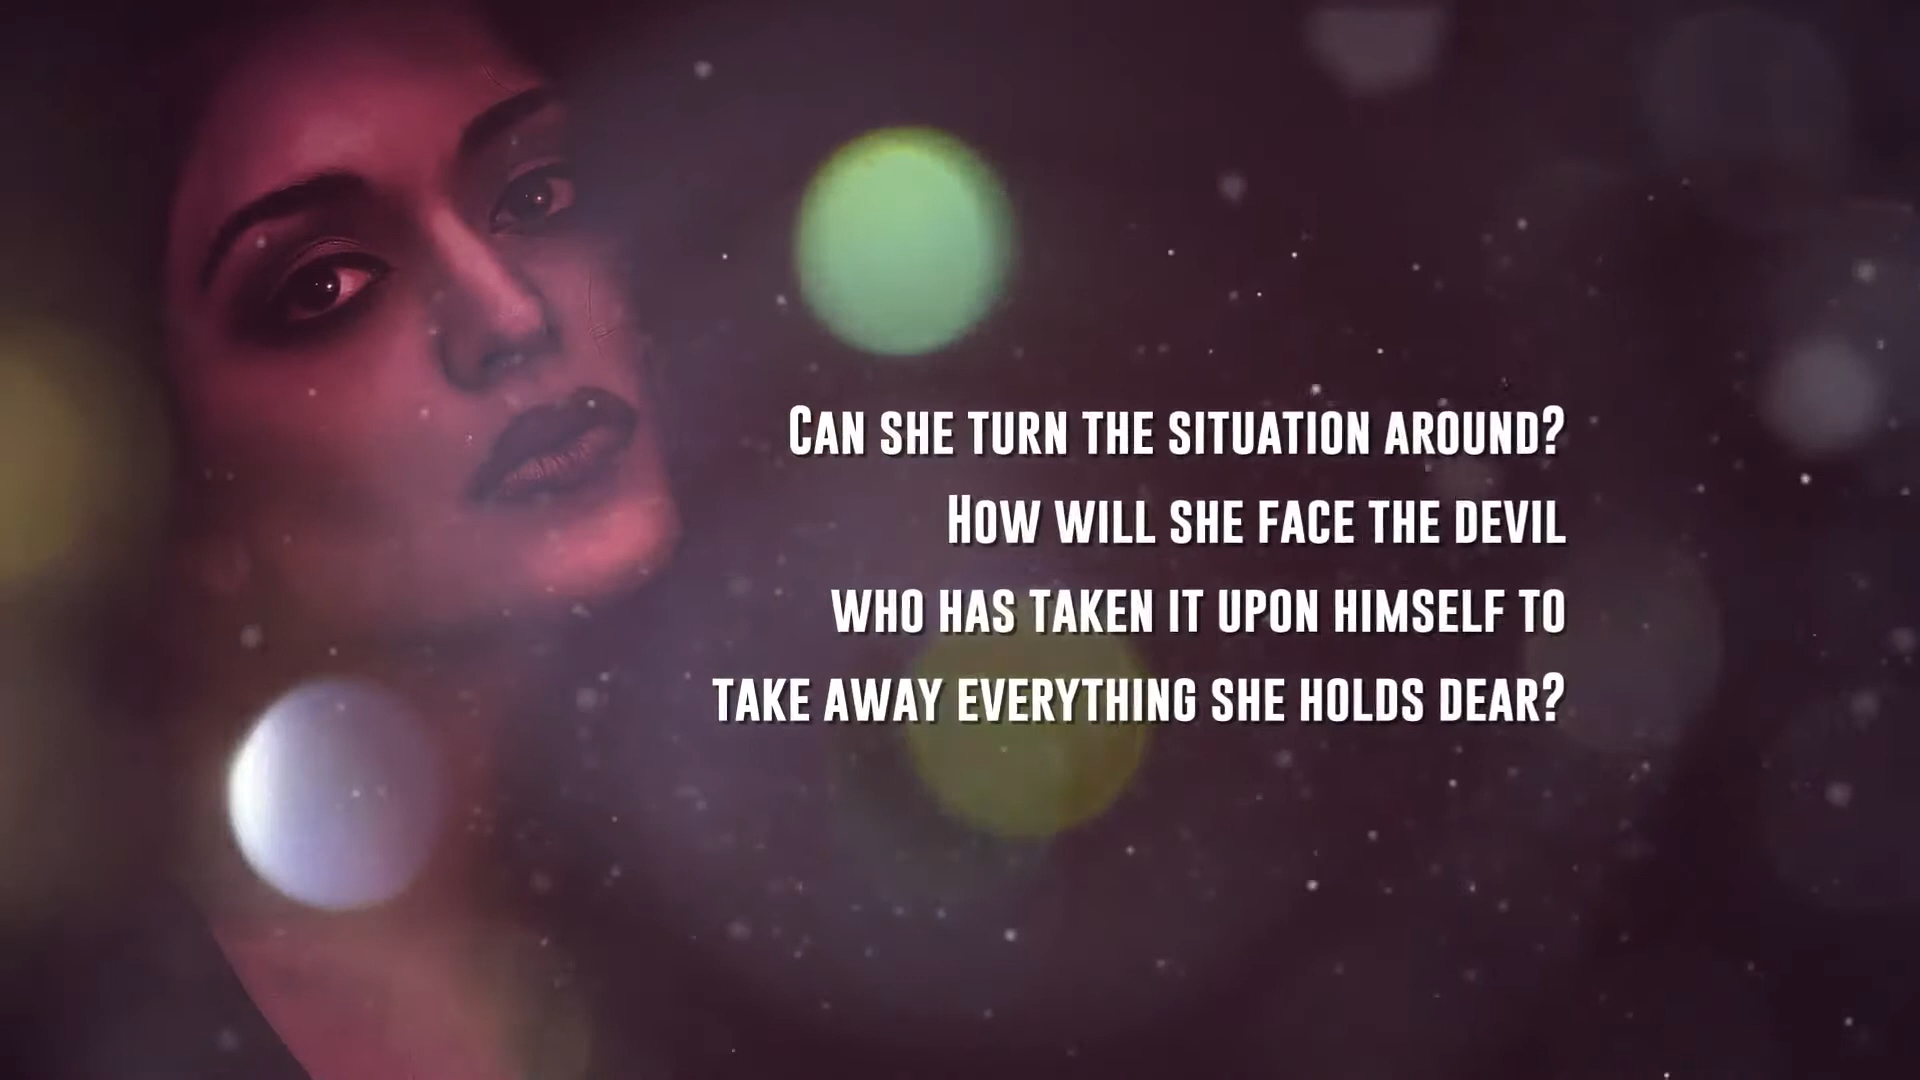 Can she turn the situation around?
How will she face the devil
who has taken it upon himself to
take away everything she holds dear?